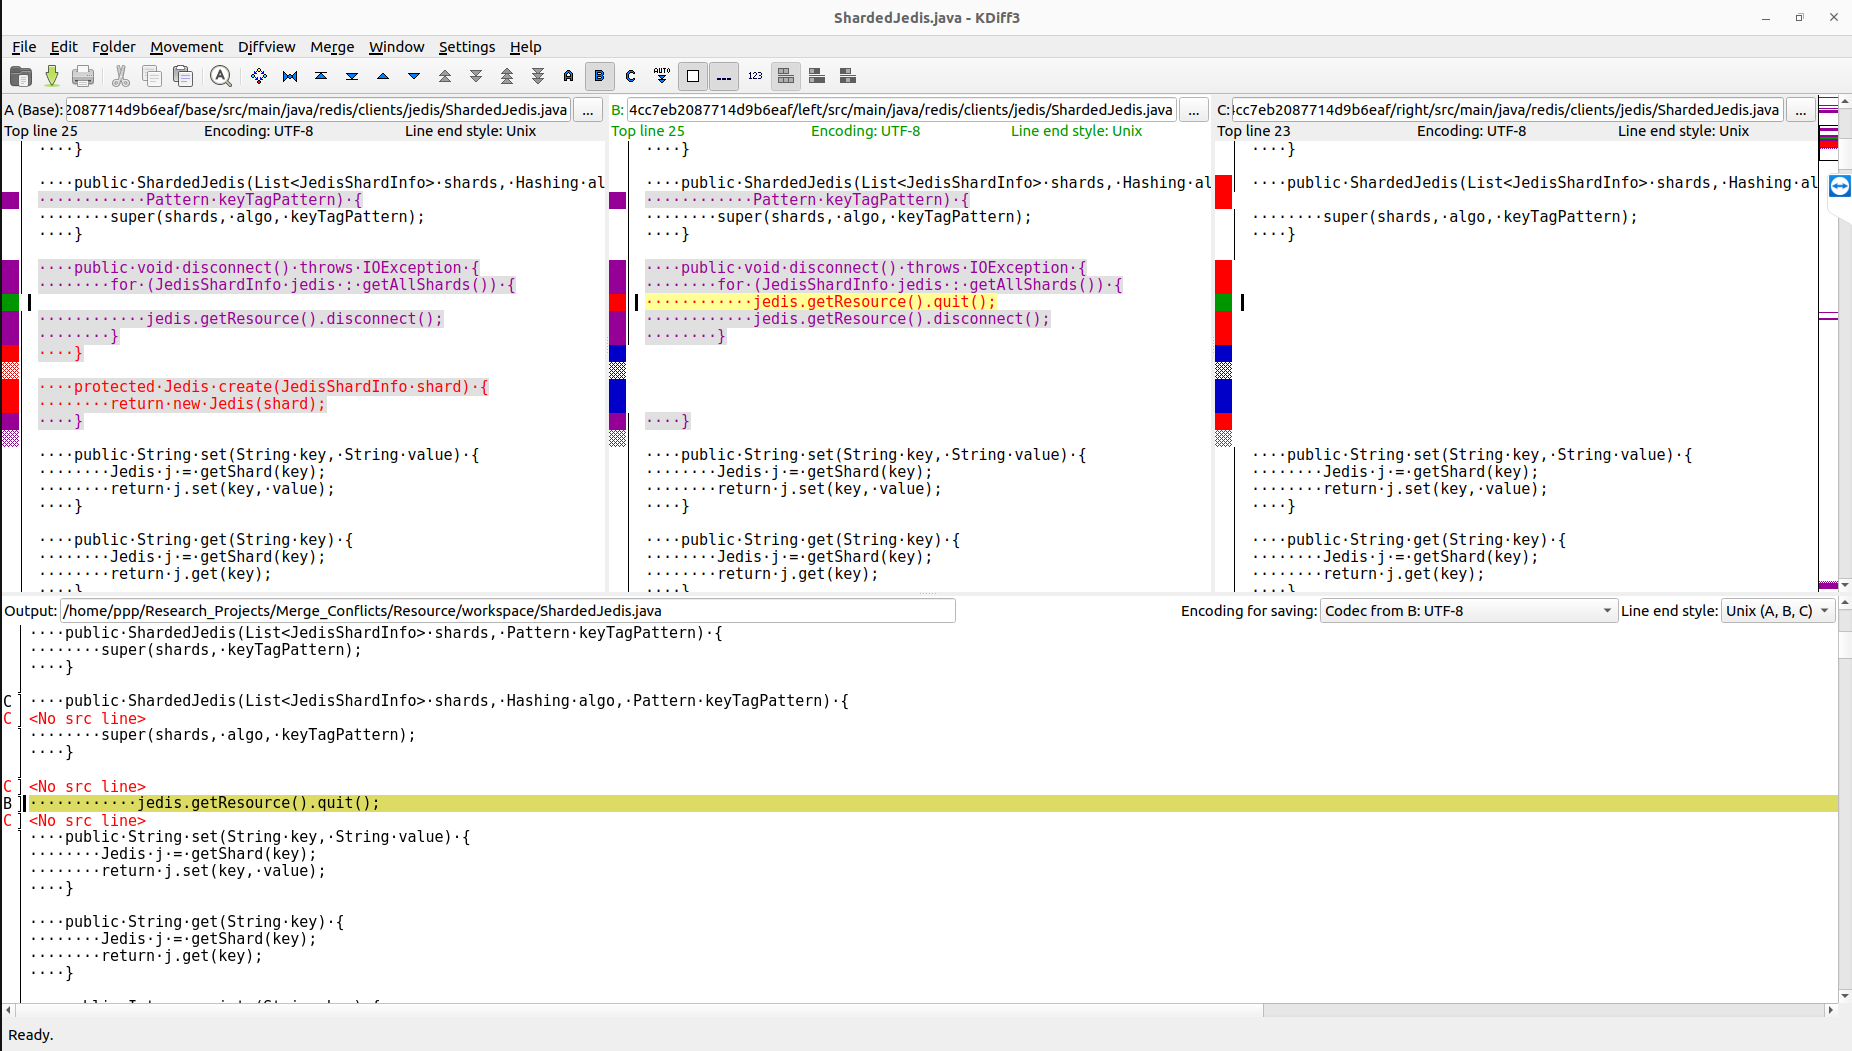 ShardedJedis.java - KDiff3
File Edit Folder Movement Diffview Merge Window Settings Help
A B C AUTO 123
A (Base): 2087714d9b6eaf/base/src/main/java/redis/clients/jedis/ShardedJedis.java ...
Top line 25 Encoding: UTF-8 Line end style: Unix
····}
····public·ShardedJedis(List<JedisShardInfo>·shards,·Hashing·al
············Pattern·keyTagPattern)·{
········super(shards,·algo,·keyTagPattern);
····}
····public·void·disconnect()·throws·IOException·{
········for·(JedisShardInfo·jedis·:·getAllShards())·{
············jedis.getResource().disconnect();
········}
····}
····protected·Jedis·create(JedisShardInfo·shard)·{
········return·new·Jedis(shard);
····}
····public·String·set(String·key,·String·value)·{
········Jedis·j·=·getShard(key);
········return·j.set(key,·value);
····}
····public·String·get(String·key)·{
········Jedis·j·=·getShard(key);
········return·j.get(key);
····}
B: 4cc7eb2087714d9b6eaf/left/src/main/java/redis/clients/jedis/ShardedJedis.java ...
Top line 25 Encoding: UTF-8 Line end style: Unix
····}
····public·ShardedJedis(List<JedisShardInfo>·shards,·Hashing·al
············Pattern·keyTagPattern)·{
········super(shards,·algo,·keyTagPattern);
····}
····public·void·disconnect()·throws·IOException·{
········for·(JedisShardInfo·jedis·:·getAllShards())·{
············jedis.getResource().quit();
············jedis.getResource().disconnect();
········}
····}
····public·String·set(String·key,·String·value)·{
········Jedis·j·=·getShard(key);
········return·j.set(key,·value);
····}
····public·String·get(String·key)·{
········Jedis·j·=·getShard(key);
········return·j.get(key);
····}
C: cc7eb2087714d9b6eaf/right/src/main/java/redis/clients/jedis/ShardedJedis.java ...
Top line 23 Encoding: UTF-8 Line end style: Unix
····}
····public·ShardedJedis(List<JedisShardInfo>·shards,·Hashing·al
········super(shards,·algo,·keyTagPattern);
····}
····public·String·set(String·key,·String·value)·{
········Jedis·j·=·getShard(key);
········return·j.set(key,·value);
····}
····public·String·get(String·key)·{
········Jedis·j·=·getShard(key);
········return·j.get(key);
····}
Output: /home/ppp/Research_Projects/Merge_Conflicts/Resource/workspace/ShardedJedis.java Encoding for saving: Codec from B: UTF-8 Line end style: Unix (A, B, C)
····public·ShardedJedis(List<JedisShardInfo>·shards,·Pattern·keyTagPattern)·{
········super(shards,·keyTagPattern);
····}
C ····public·ShardedJedis(List<JedisShardInfo>·shards,·Hashing·algo,·Pattern·keyTagPattern)·{
C <No src line>
········super(shards,·algo,·keyTagPattern);
····}
C <No src line>
B ············jedis.getResource().quit();
C <No src line>
····public·String·set(String·key,·String·value)·{
········Jedis·j·=·getShard(key);
········return·j.set(key,·value);
····}
····public·String·get(String·key)·{
········Jedis·j·=·getShard(key);
········return·j.get(key);
····}
Ready.